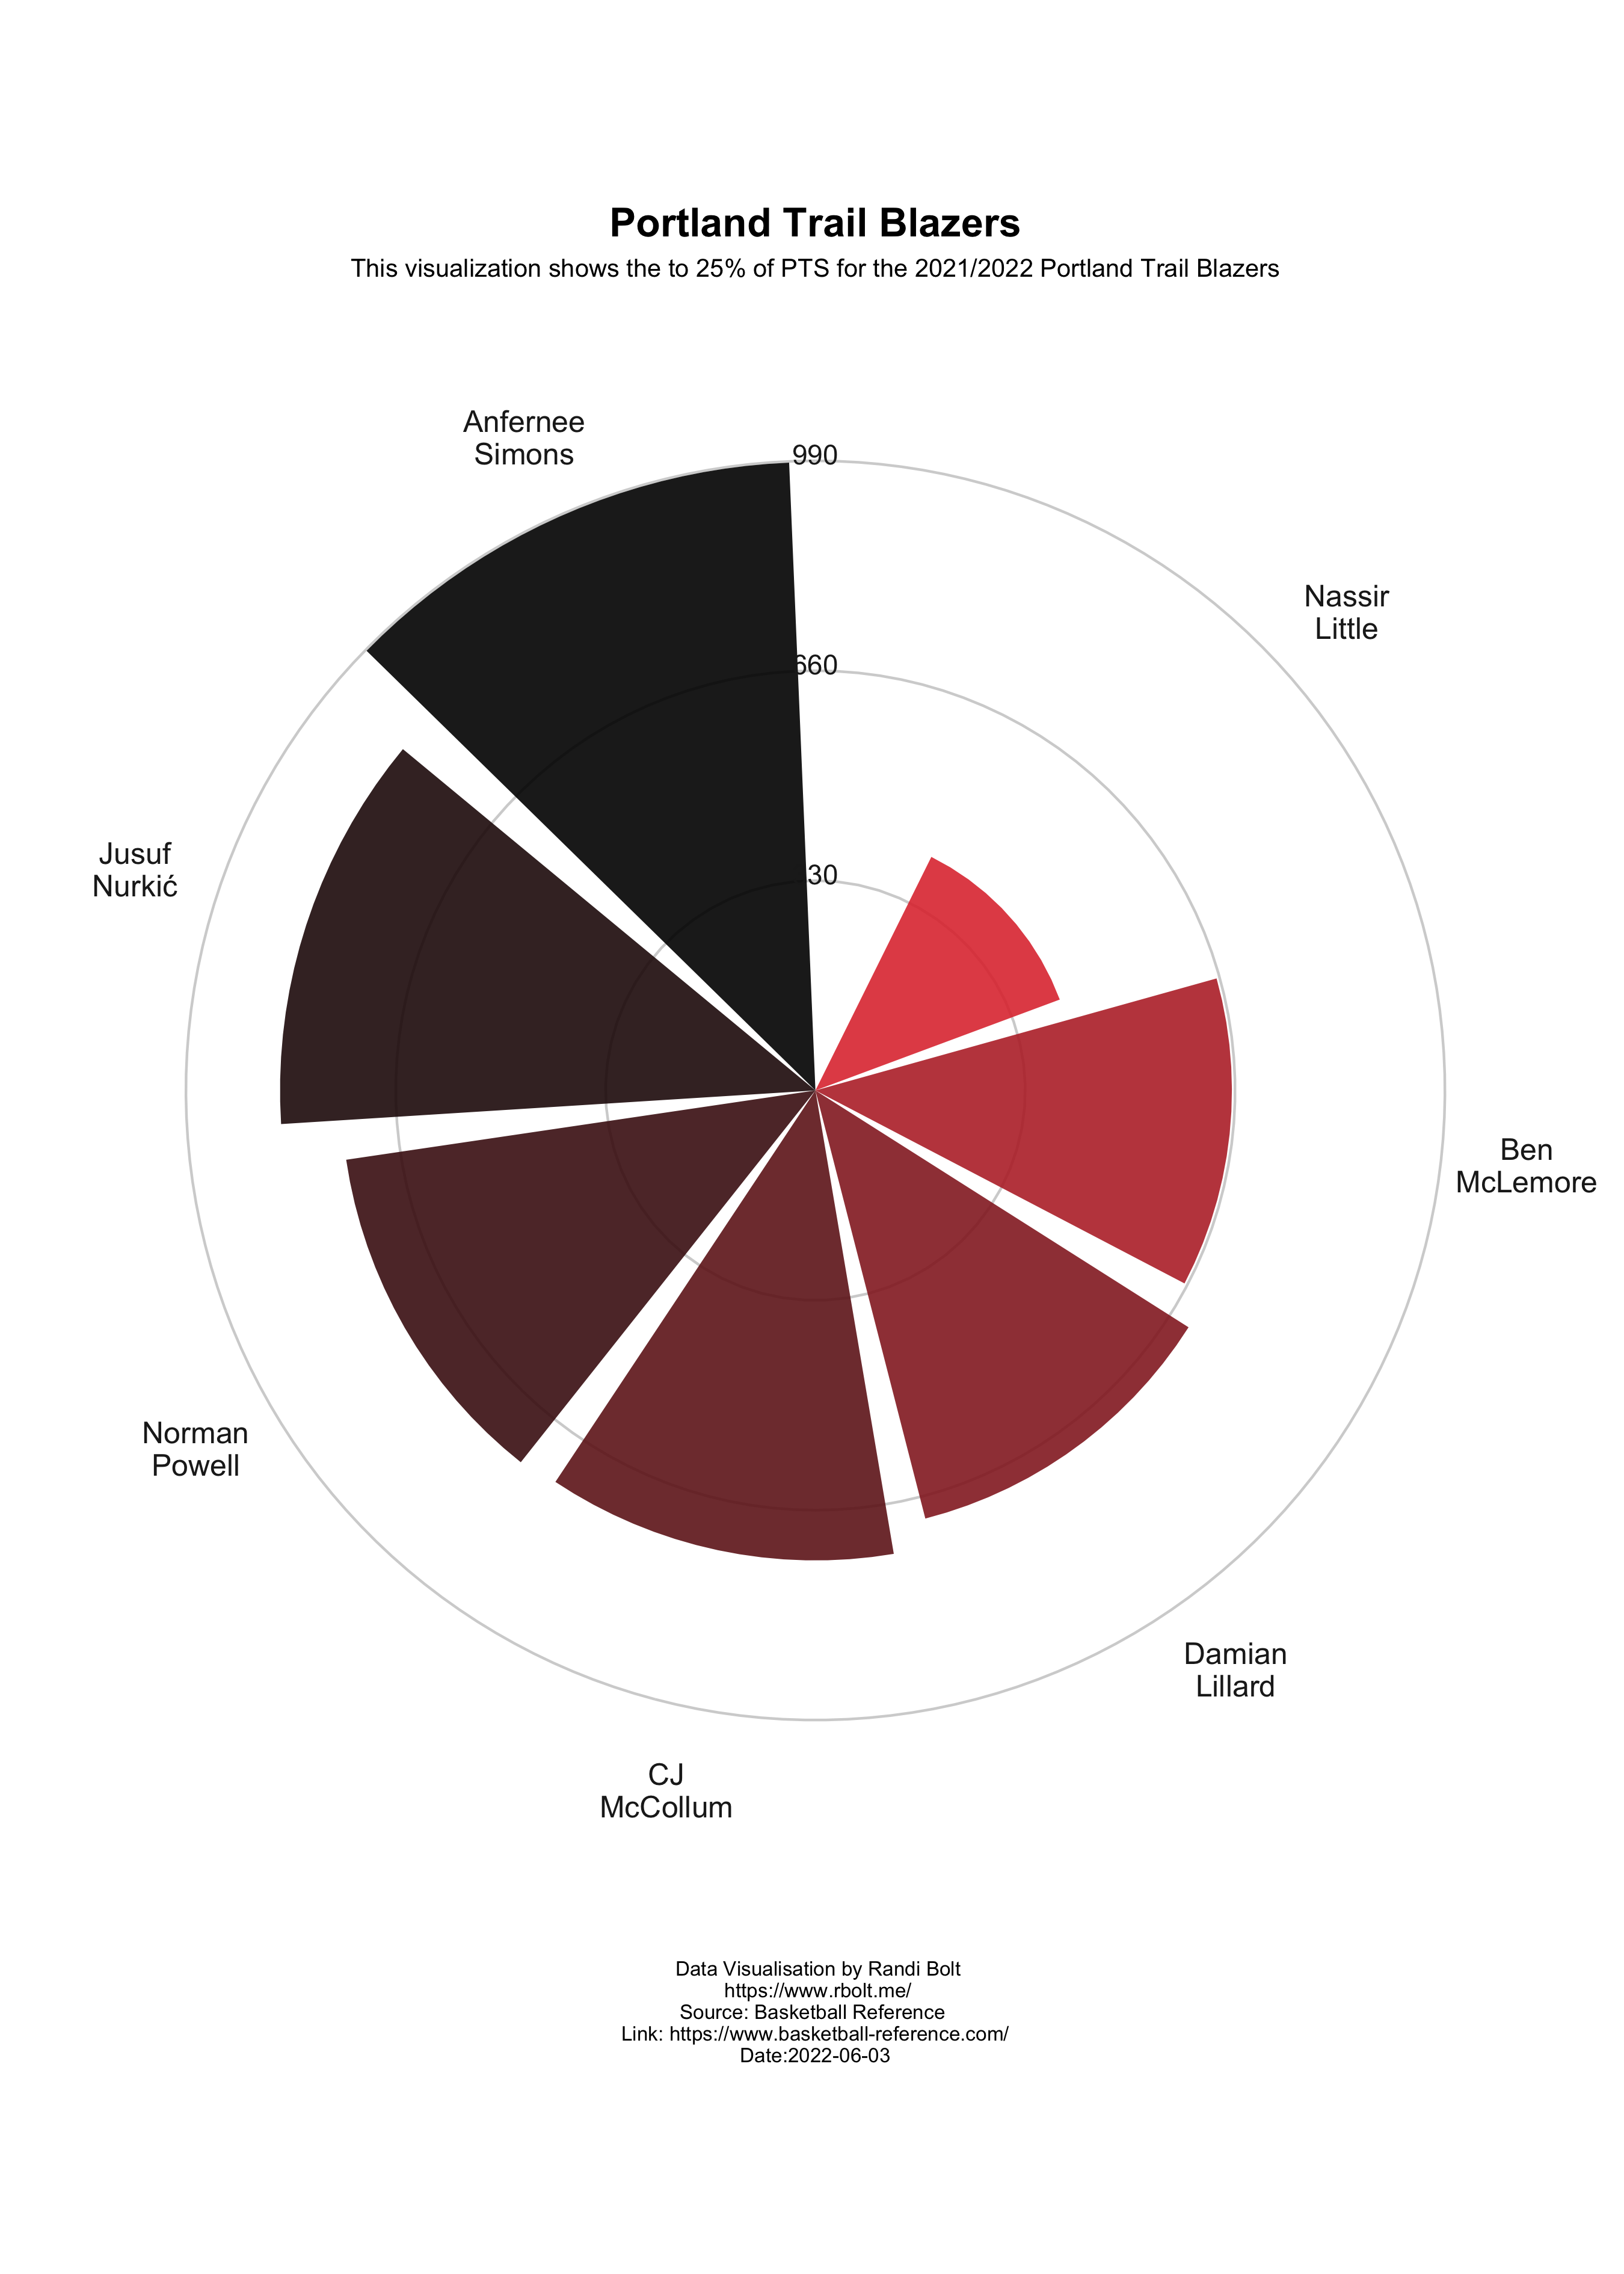 Portland Trail Blazers
This visualization shows the to 25% of PTS for the 2021/2022 Portland Trail Blazers
Anfernee
Simons
990
Nassir
Little
660
Jusuf
Nurkić
30
Ben
McLemore
Norman
Powell
Damian
Lillard
CJ
McCollum
Data Visualisation by Randi Bolt
https://www.rbolt.me/
Source: Basketball Reference
Link: https://www.basketball-reference.com/
Date:2022-06-03